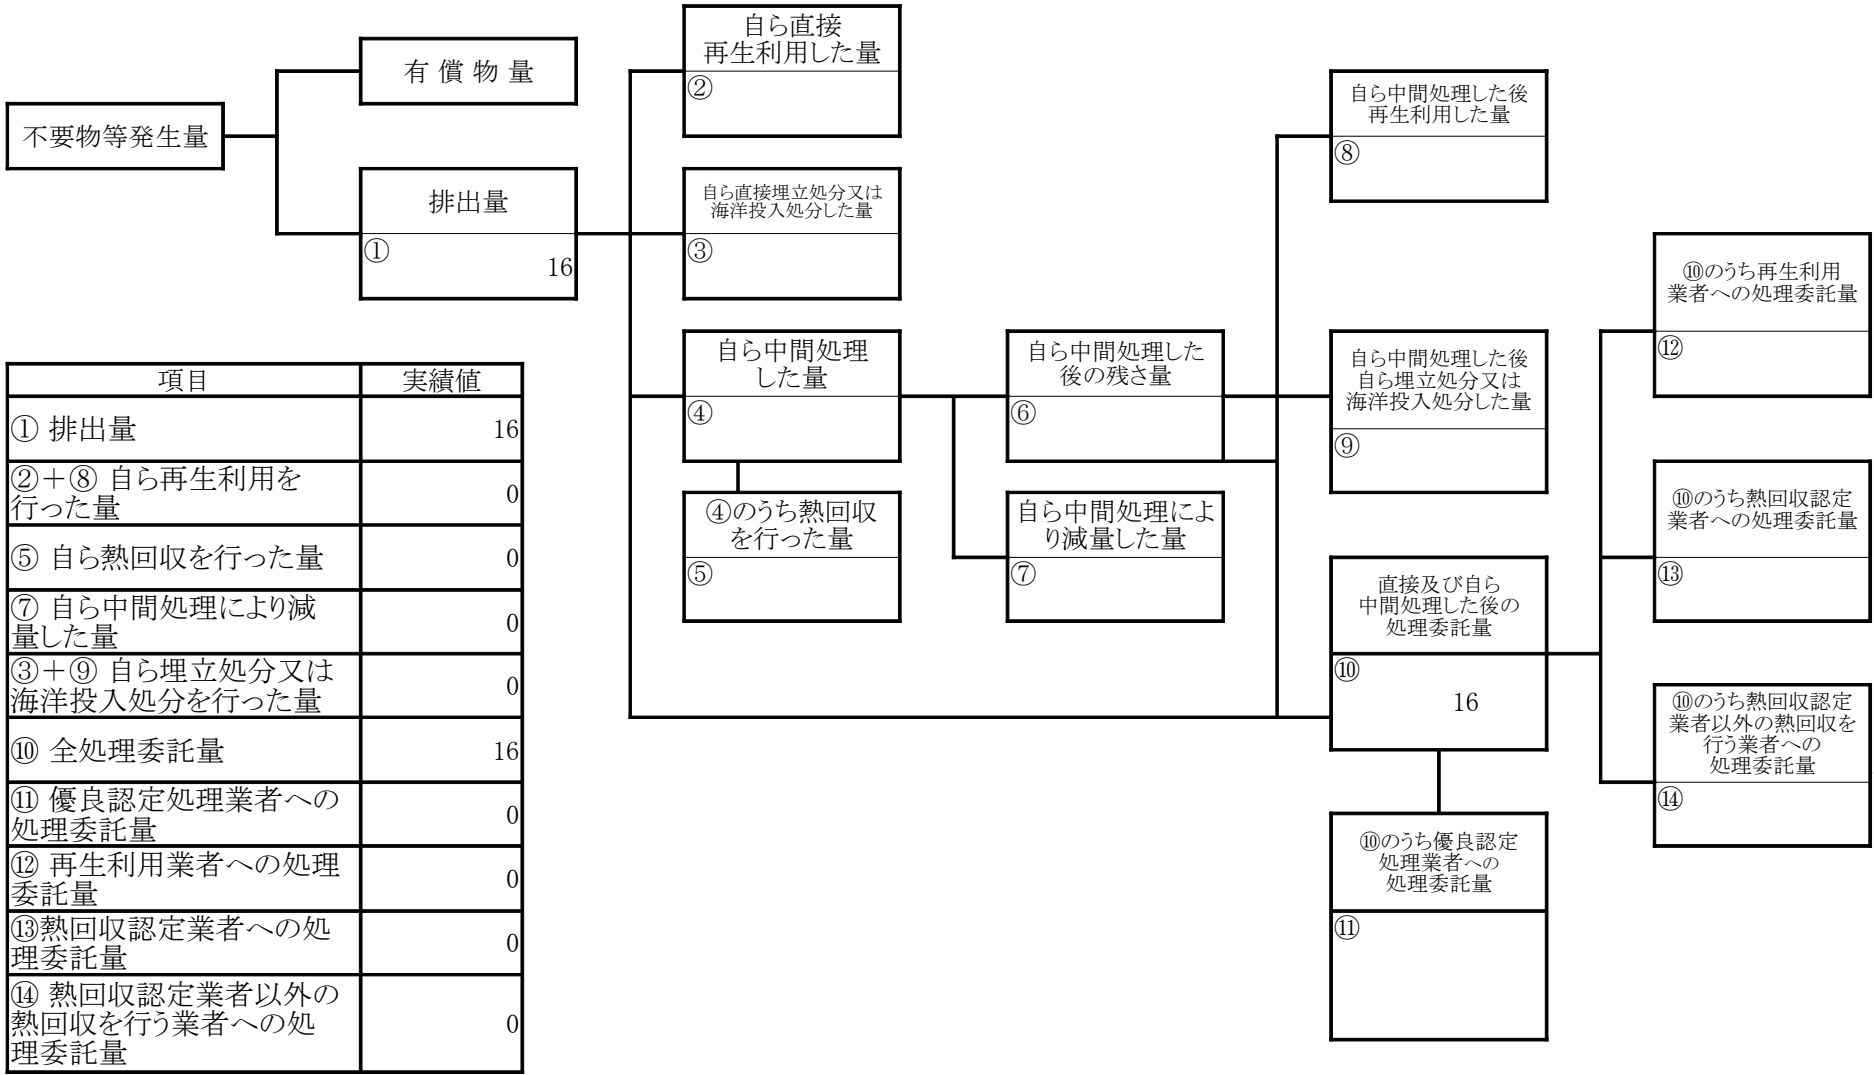 不要物等発生量
有 償 物 量
排出量
①
16
自ら直接
再生利用した量
②
自ら直接埋立処分又は
海洋投入処分した量
③
自ら中間処理
した量
④
④のうち熱回収
を行った量
⑤
自ら中間処理した
後の残さ量
⑥
自ら中間処理によ
り減量した量
⑦
自ら中間処理した後
再生利用した量
⑧
自ら中間処理した後
自ら埋立処分又は
海洋投入処分した量
⑨
直接及び自ら
中間処理した後の
処理委託量
⑩
16
⑩のうち優良認定
処理業者への
処理委託量
⑪
⑩のうち再生利用
業者への処理委託量
⑫
⑩のうち熱回収認定
業者への処理委託量
⑬
⑩のうち熱回収認定
業者以外の熱回収を
行う業者への
処理委託量
⑭
項目 実績値
① 排出量 16
②＋⑧ 自ら再生利用を
行った量 0
⑤ 自ら熱回収を行った量 0
⑦ 自ら中間処理により減
量した量 0
③＋⑨ 自ら埋立処分又は
海洋投入処分を行った量 0
⑩ 全処理委託量 16
⑪ 優良認定処理業者への
処理委託量 0
⑫ 再生利用業者への処理
委託量 0
⑬熱回収認定業者への処
理委託量 0
⑭ 熱回収認定業者以外の
熱回収を行う業者への処
理委託量 0